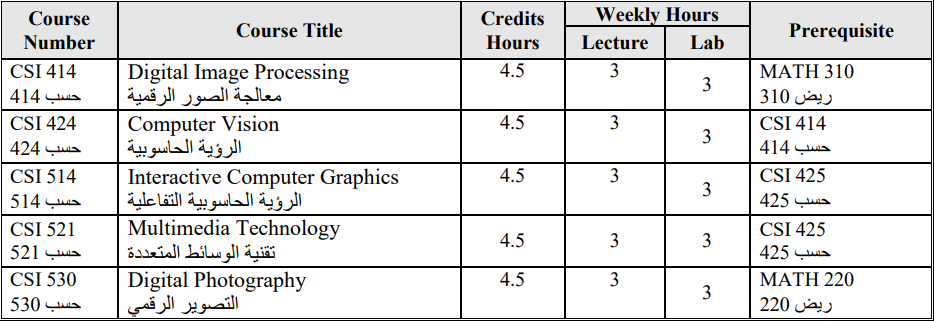 Course Number
Course Title
Credits Hours
Weekly Hours
Lecture
Lab
Prerequisite
CSI 414
414 حسب
Digital Image Processing
معالجة الصور الرقمية
4.5
3
3
MATH 310
310 ريض
CSI 424
424 حسب
Computer Vision
الرؤية الحاسوبية
4.5
3
3
CSI 414
414 حسب
CSI 514
514 حسب
Interactive Computer Graphics
الرؤية الحاسوبية التفاعلية
4.5
3
3
CSI 425
425 حسب
CSI 521
521 حسب
Multimedia Technology
تقنية الوسائط المتعددة
4.5
3
3
CSI 425
425 حسب
CSI 530
530 حسب
Digital Photography
التصوير الرقمي
4.5
3
3
MATH 220
220 ريض